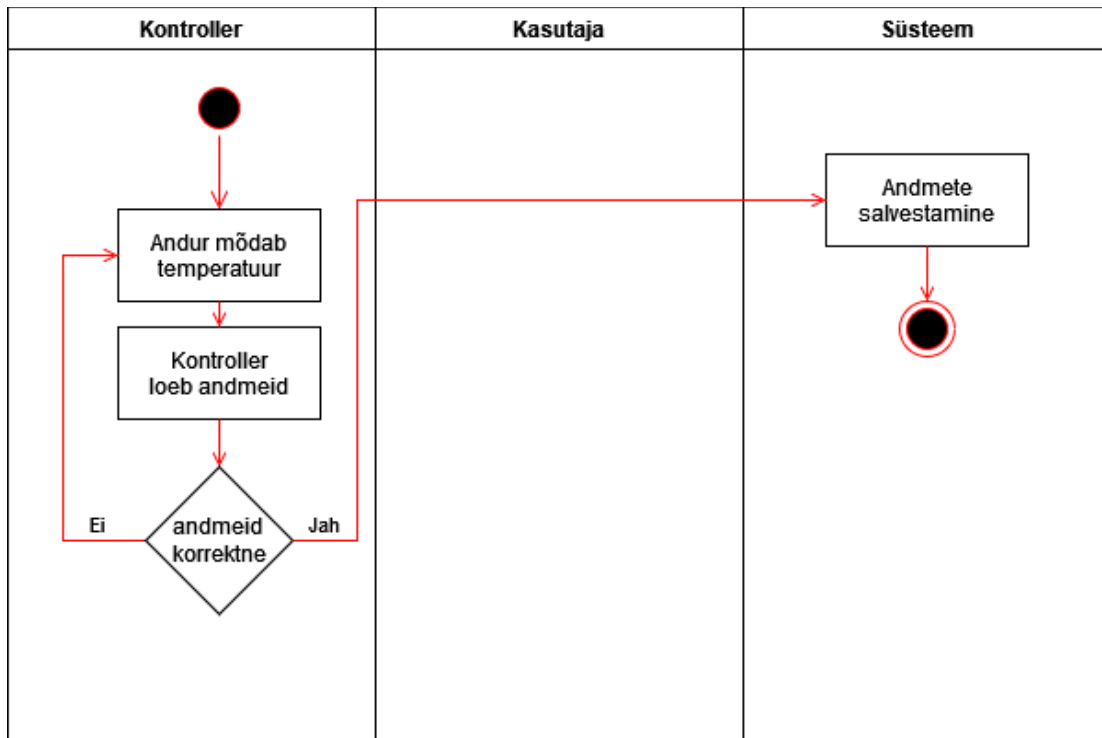 Kontroller
Kasutaja
Süsteem
Andur mõdab
temperatuur
Kontroller
loeb andmeid
andmeid
korrektne
Ei
Jah
Andmete
salvestamine